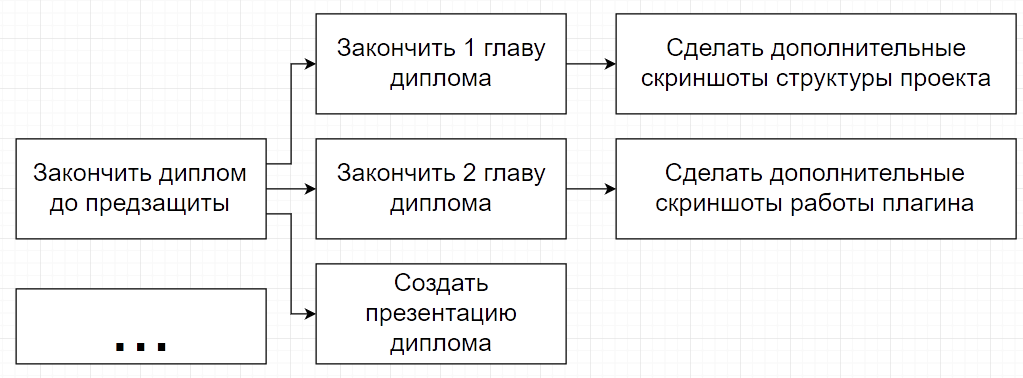 Закончить 1 главу
диплома
Сделать дополнительные
скриншоты структуры проекта
Закончить диплом
до предзащиты
Закончить 2 главу
диплома
Сделать дополнительные
скриншоты работы плагина
Создать
презентацию
диплома
...